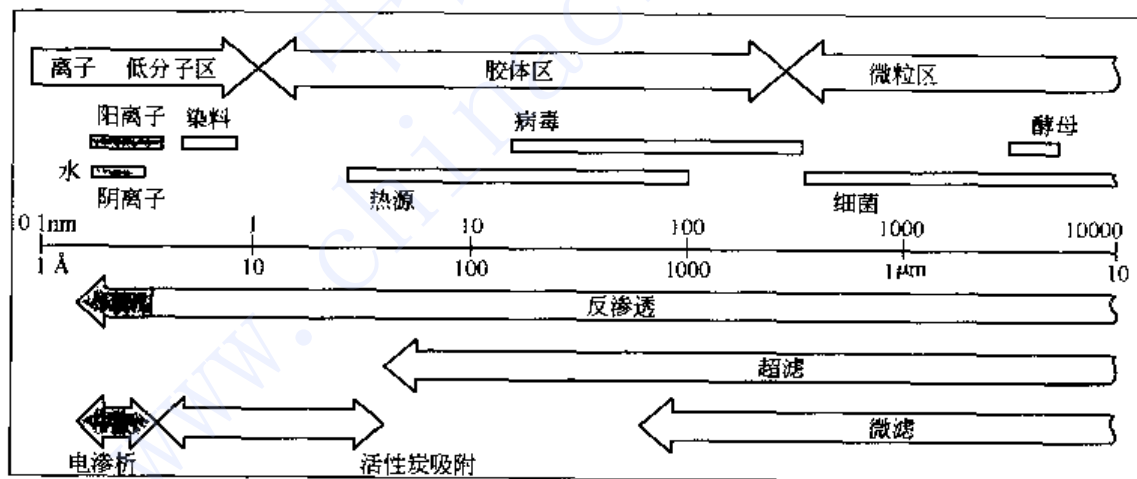 离子 低分子区 胶体区 微粒区
阳离子 染料 病毒 酵母
水
阴离子 热源 细菌
0 1nm 1 10 100 1000 10000
1 Å 10 100 1000 1μm 10
反渗透
超滤
微滤
电渗析 活性炭吸附